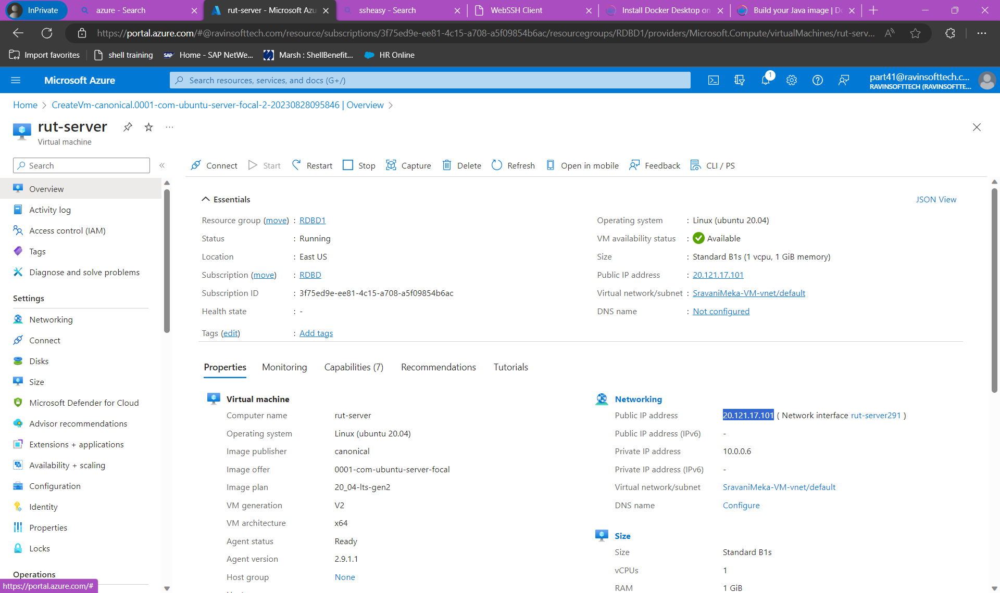 InPrivate
azure - Search
rut-server - Microsoft Azu
ssheasy - Search
WebSSH Client
Install Docker Desktop on
Build your Java image | Do
https://portal.azure.com/#@ravinsofttech.com/resource/subscriptions/3f75ed9e-ee81-4c15-a708-a5f09854b6ac/resourcegroups/RDBD1/providers/Microsoft.Compute/virtualMachines/rut-serv...
Import favorites
shell training
SAP Home - SAP NetWe...
Marsh : ShellBenefit...
HR Online
Microsoft Azure
Search resources, services, and docs (G+/)
1
part41@ravinsofttech.c...
RAVINSOFTTECH (RAVINSOFTTE...
Home > CreateVm-canonical.0001-com-ubuntu-server-focal-2-20230828095846 | Overview >
rut-server
Virtual machine
Search
Connect
Start
Restart
Stop
Capture
Delete
Refresh
Open in mobile
Feedback
CLI / PS
Overview
Activity log
Access control (IAM)
Tags
Diagnose and solve problems
Settings
Networking
Connect
Disks
Size
Microsoft Defender for Cloud
Advisor recommendations
Extensions + applications
Availability + scaling
Configuration
Identity
Properties
Locks
Operations
https://portal.azure.com/#
Essentials
JSON View
Resource group (move) : RDBD1
Status : Running
Location : East US
Subscription (move) : RDBD
Subscription ID : 3f75ed9e-ee81-4c15-a708-a5f09854b6ac
Health state : -
Tags (edit) : Add tags
Operating system : Linux (ubuntu 20.04)
VM availability status : Available
Size : Standard B1s (1 vcpu, 1 GiB memory)
Public IP address : 20.121.17.101
Virtual network/subnet : SravaniMeka-VM-vnet/default
DNS name : Not configured
Properties
Monitoring
Capabilities (7)
Recommendations
Tutorials
Virtual machine
Computer name rut-server
Operating system Linux (ubuntu 20.04)
Image publisher canonical
Image offer 0001-com-ubuntu-server-focal
Image plan 20_04-lts-gen2
VM generation V2
VM architecture x64
Agent status Ready
Agent version 2.9.1.1
Host group None
Networking
Public IP address 20.121.17.101 ( Network interface rut-server291 )
Public IP address (IPv6) -
Private IP address 10.0.0.6
Private IP address (IPv6) -
Virtual network/subnet SravaniMeka-VM-vnet/default
DNS name Configure
Size
Size Standard B1s
vCPUs 1
RAM 1 GiB